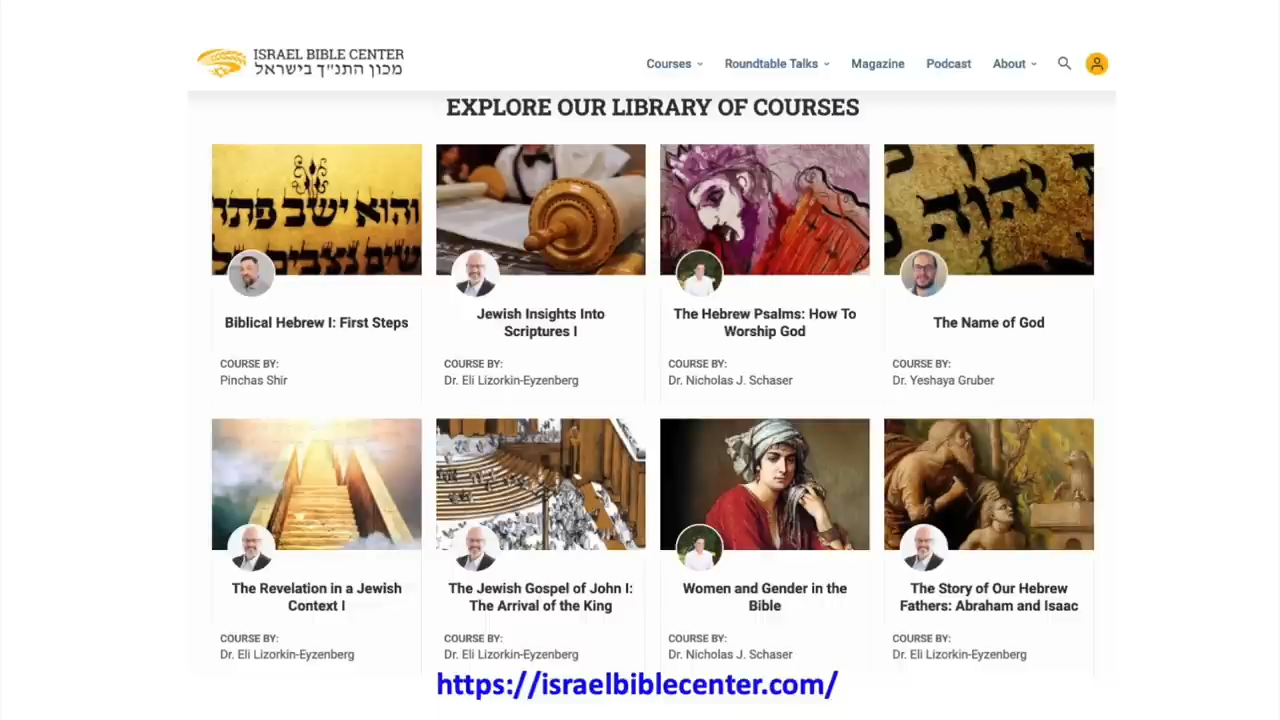 ISRAEL BIBLE CENTER
מכון התנ״ך בישראל
Courses Roundtable Talks Magazine Podcast About
EXPLORE OUR LIBRARY OF COURSES
והוא ישב פתח
יהוה
Biblical Hebrew I: First Steps
COURSE BY:
Pinchas Shir
Jewish Insights Into
Scriptures I
COURSE BY:
Dr. Eli Lizorkin-Eyzenberg
The Hebrew Psalms: How To
Worship God
COURSE BY:
Dr. Nicholas J. Schaser
The Name of God
COURSE BY:
Dr. Yeshaya Gruber
The Revelation in a Jewish
Context I
COURSE BY:
Dr. Eli Lizorkin-Eyzenberg
The Jewish Gospel of John I:
The Arrival of the King
COURSE BY:
Dr. Eli Lizorkin-Eyzenberg
Women and Gender in the
Bible
COURSE BY:
Dr. Nicholas J. Schaser
The Story of Our Hebrew
Fathers: Abraham and Isaac
COURSE BY:
Dr. Eli Lizorkin-Eyzenberg
https://israelbiblecenter.com/